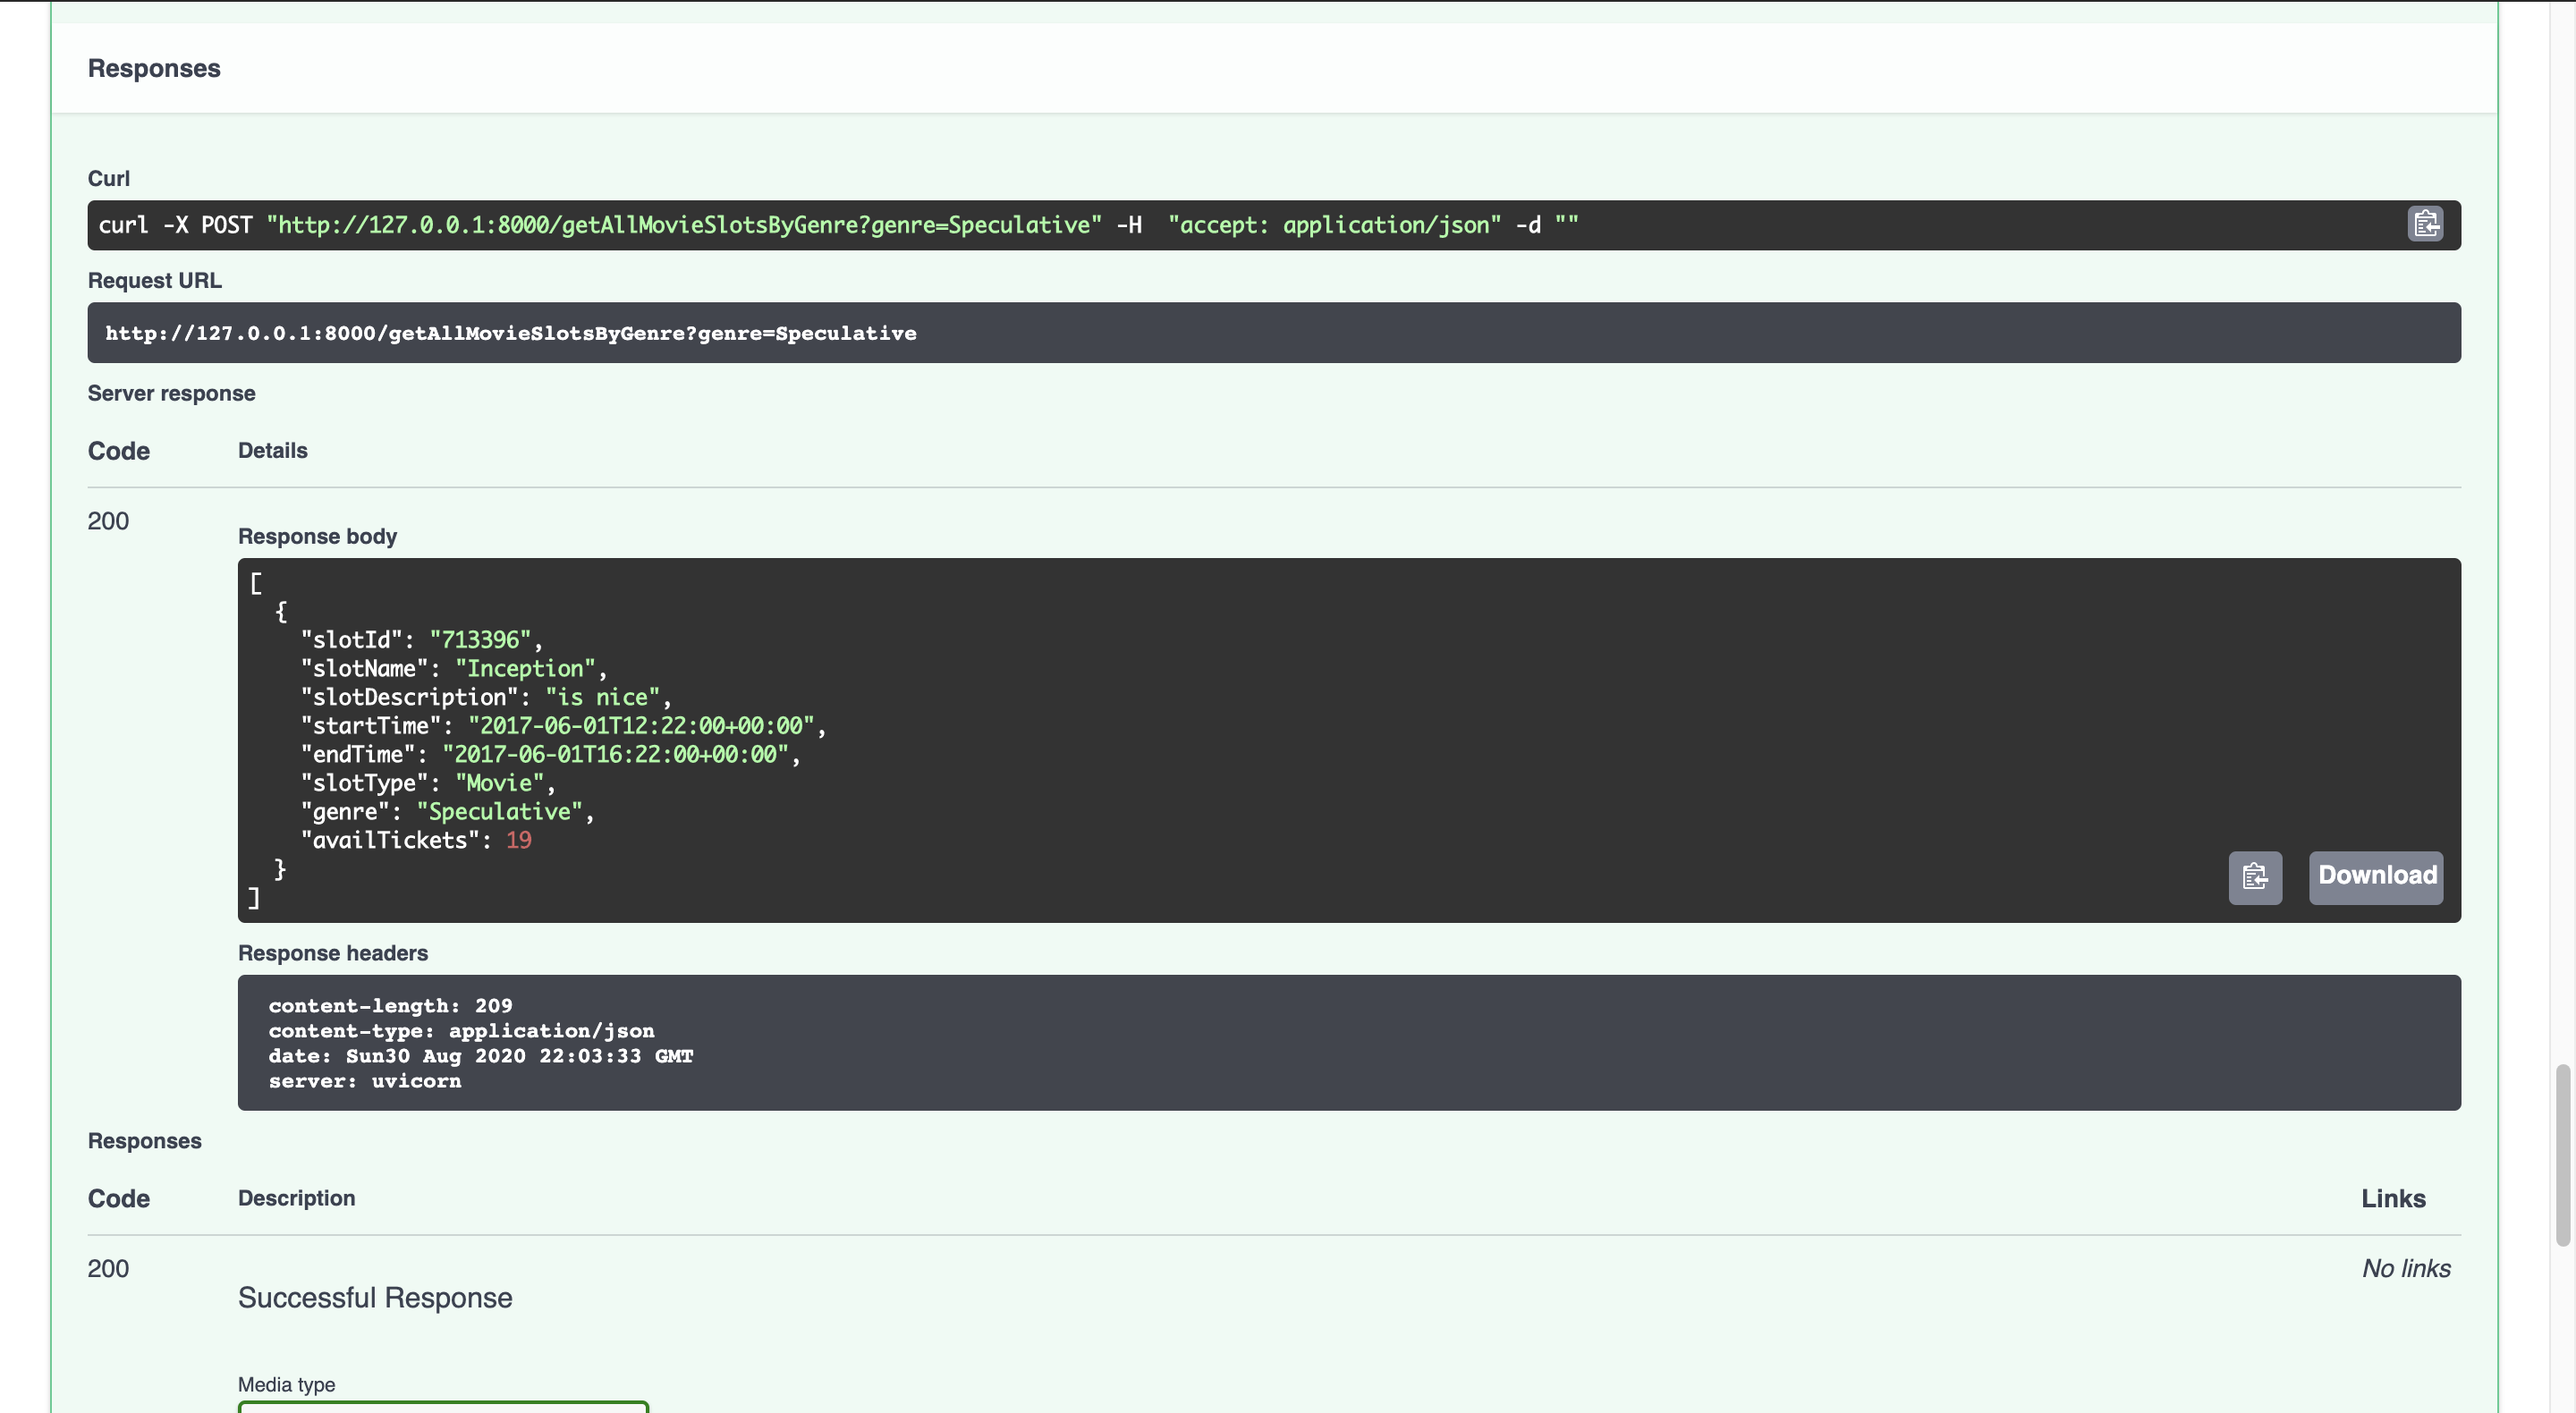 Responses
Curl
curl -X POST "http://127.0.0.1:8000/getAllMovieSlotsByGenre?genre=Speculative" -H  "accept: application/json" -d ""
Request URL
http://127.0.0.1:8000/getAllMovieSlotsByGenre?genre=Speculative
Server response
Code Details
200
Response body
[
  {
    "slotId": "713396",
    "slotName": "Inception",
    "slotDescription": "is nice",
    "startTime": "2017-06-01T12:22:00+00:00",
    "endTime": "2017-06-01T16:22:00+00:00",
    "slotType": "Movie",
    "genre": "Speculative",
    "availTickets": 19
  }
]
Download
Response headers
content-length: 209
content-type: application/json
date: Sun30 Aug 2020 22:03:33 GMT
server: uvicorn
Responses
Code Description Links
200 No links
Successful Response
Media type